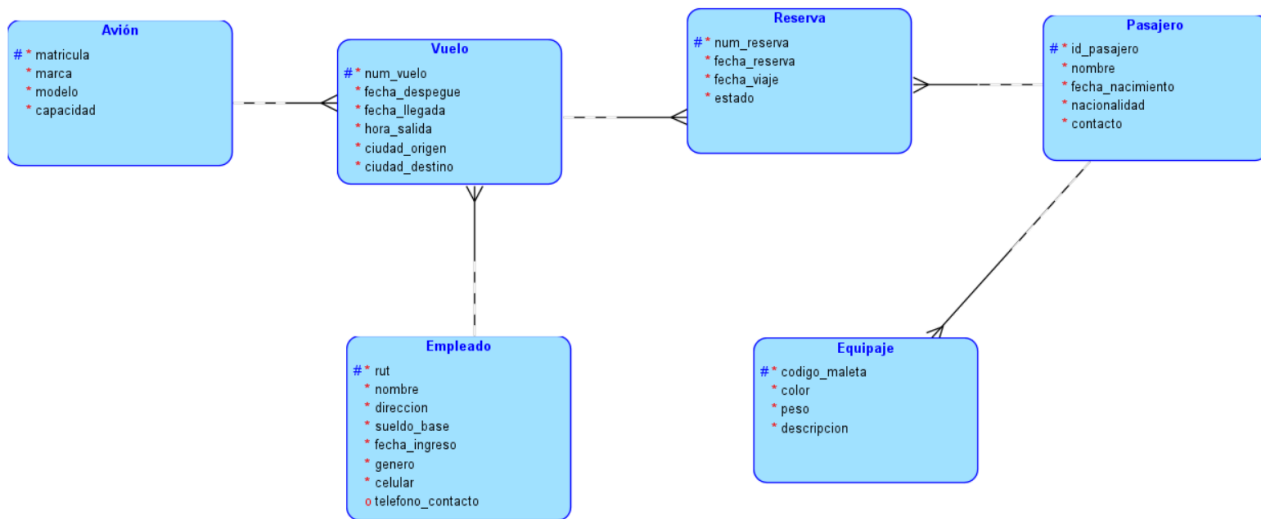 Avión
# * matricula
* marca
* modelo
* capacidad
Vuelo
# * num_vuelo
* fecha_despegue
* fecha_llegada
* hora_salida
* ciudad_origen
* ciudad_destino
Reserva
# * num_reserva
* fecha_reserva
* fecha_viaje
* estado
Pasajero
# * id_pasajero
* nombre
* fecha_nacimiento
* nacionalidad
* contacto
Empleado
# * rut
* nombre
* direccion
* sueldo_base
* fecha_ingreso
* genero
* celular
o telefono_contacto
Equipaje
# * codigo_maleta
* color
* peso
* descripcion